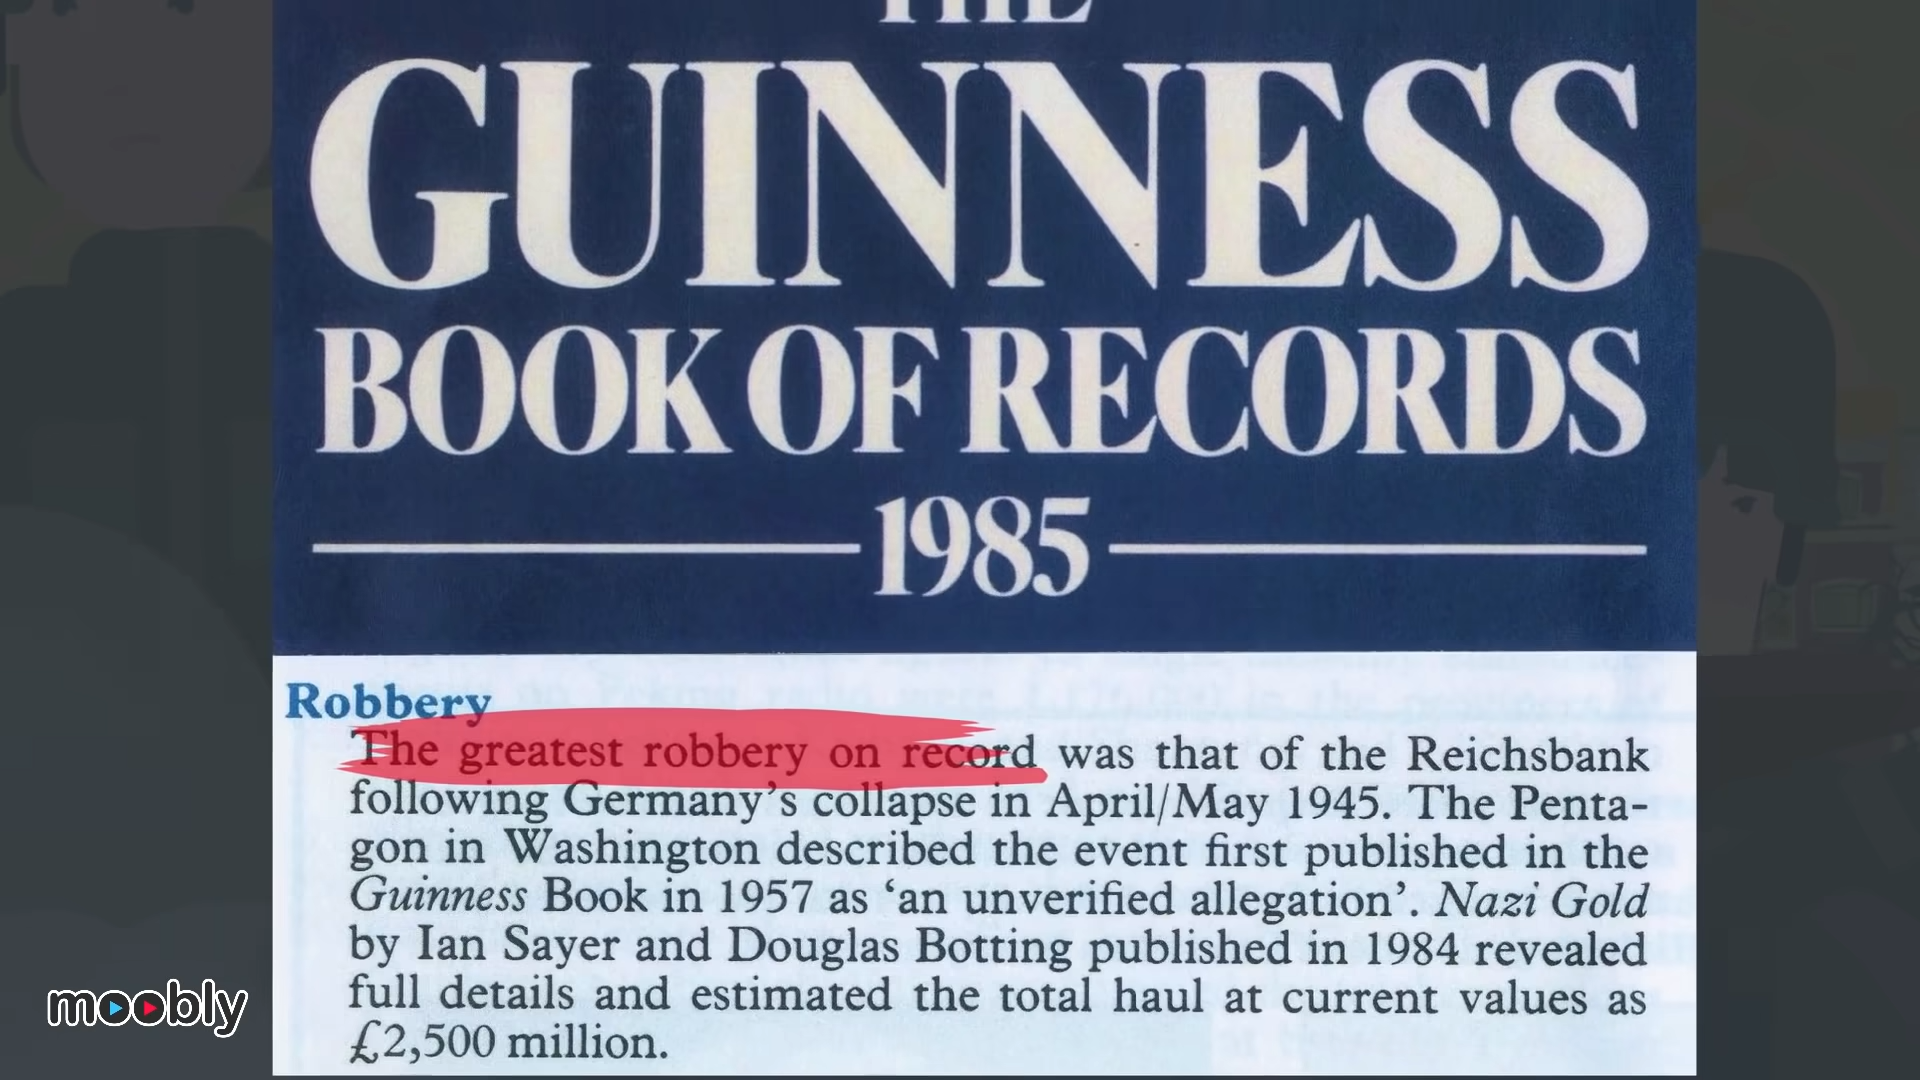 THE
GUINNESS
BOOK OF RECORDS
1985
Robbery
The greatest robbery on record was that of the Reichsbank
following Germany's collapse in April/May 1945. The Penta-
gon in Washington described the event first published in the
Guinness Book in 1957 as ‘an unverified allegation’. Nazi Gold
by Ian Sayer and Douglas Botting published in 1984 revealed
full details and estimated the total haul at current values as
£2,500 million.
moobly